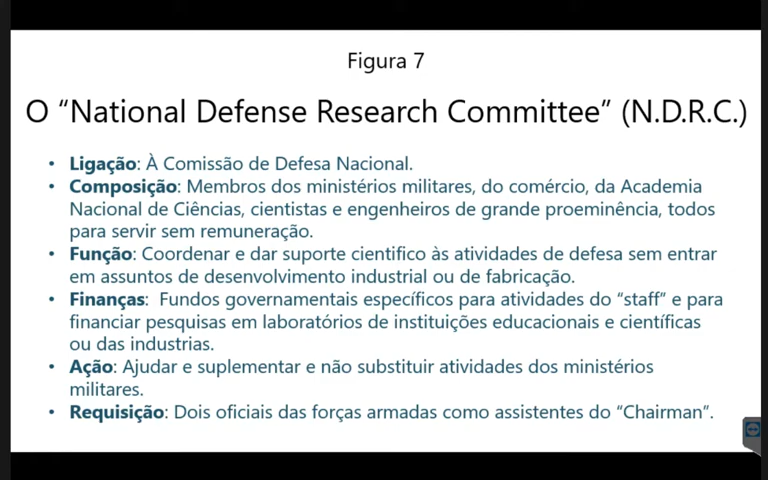 Figura 7
O “National Defense Research Committee” (N.D.R.C.)
• Ligação: À Comissão de Defesa Nacional.
• Composição: Membros dos ministérios militares, do comércio, da Academia
Nacional de Ciências, cientistas e engenheiros de grande proeminência, todos
para servir sem remuneração.
• Função: Coordenar e dar suporte cientifico às atividades de defesa sem entrar
em assuntos de desenvolvimento industrial ou de fabricação.
• Finanças: Fundos governamentais específicos para atividades do “staff” e para
financiar pesquisas em laboratórios de instituições educacionais e científicas
ou das industrias.
• Ação: Ajudar e suplementar e não substituir atividades dos ministérios
militares.
• Requisição: Dois oficiais das forças armadas como assistentes do “Chairman”.